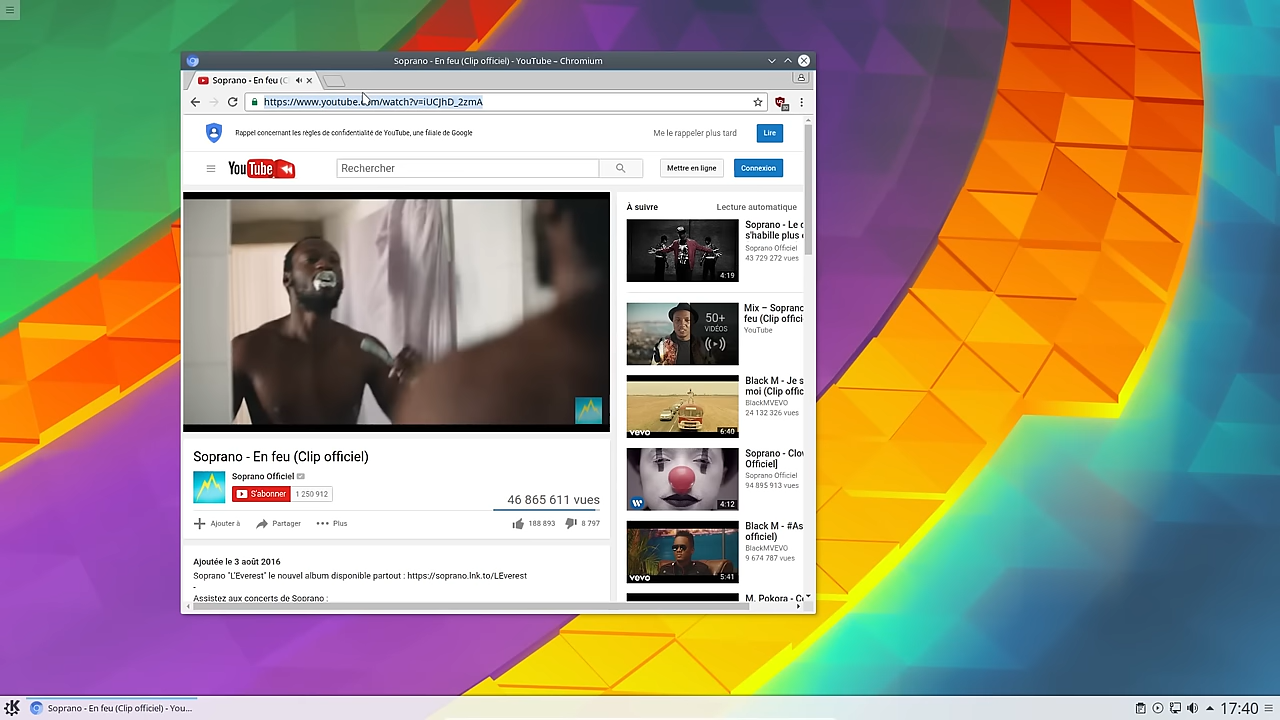 Soprano - En feu (Clip officiel) - YouTube – Chromium
Soprano - En feu (C
https://www.youtube.com/watch?v=iUCJhD_2zmA
Rappel concernant les règles de confidentialité de YouTube, une filiale de Google
Me le rappeler plus tard
Lire
YouTube
Rechercher
Mettre en ligne
Connexion
À suivre
Lecture automatique
Soprano - Le c
s'habille plus
Soprano Officiel
43 729 272 vues
4:19
Mix – Soprano
feu (Clip offici
YouTube
50+
VIDÉOS
Black M - Je s
moi (Clip offic
BlackMVEVO
24 132 326 vues
vevo
6:40
Soprano - Clow
Officiel]
Soprano Officiel
94 895 913 vues
W
4:12
Black M - #As
officiel)
BlackMVEVO
9 674 787 vues
vevo
5:41
M. Pokora - C
Soprano - En feu (Clip officiel)
Soprano Officiel
S'abonner
1 250 912
46 865 611 vues
Ajouter à
Partager
Plus
188 893
8 797
Ajoutée le 3 août 2016
Soprano "L'Everest" le nouvel album disponible partout : https://soprano.lnk.to/LEverest
-
Assistez aux concerts de Soprano :
Soprano - En feu (Clip officiel) - You...
17:40